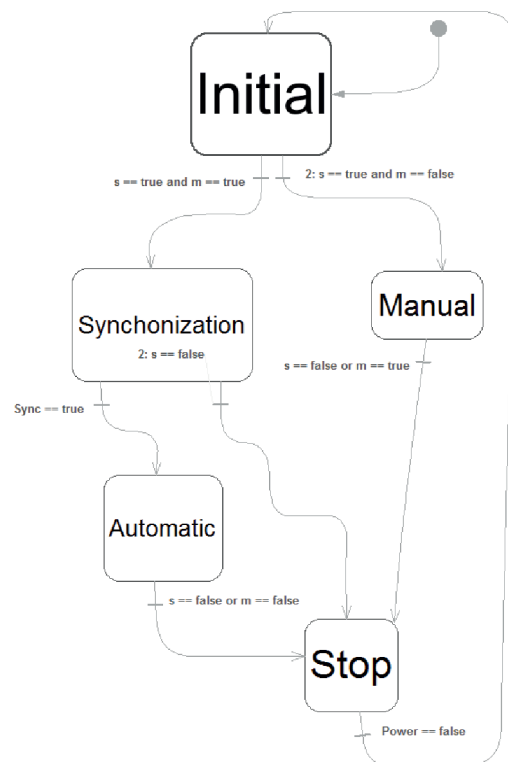 Initial
s == true and m == true
2: s == true and m == false
Synchonization
2: s == false
Manual
s == false or m == true
Sync == true
Automatic
s == false or m == false
Stop
Power == false